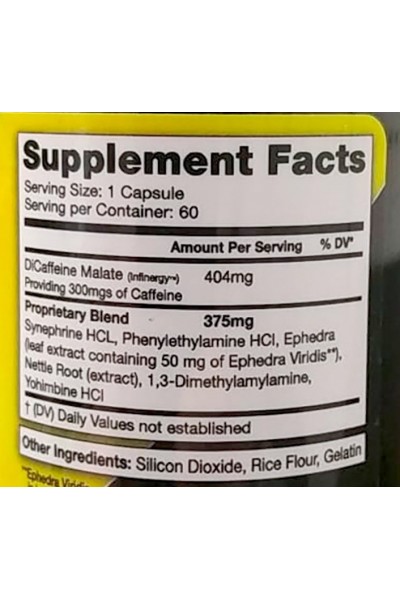 Supplement Facts
Serving Size: 1 Capsule
Serving per Container: 60
Amount Per Serving % DV*
DiCaffeine Malate (Infinergy™) 404mg
Providing 300mgs of Caffeine
Proprietary Blend 375mg
Synephrine HCL, Phenylethylamine HCl, Ephedra
(leaf extract containing 50 mg of Ephedra Viridis**),
Nettle Root (extract), 1,3-Dimethylamylamine,
Yohimbine HCl
† (DV) Daily Values not established
Other Ingredients: Silicon Dioxide, Rice Flour, Gelatin
**Ephedra Viridis